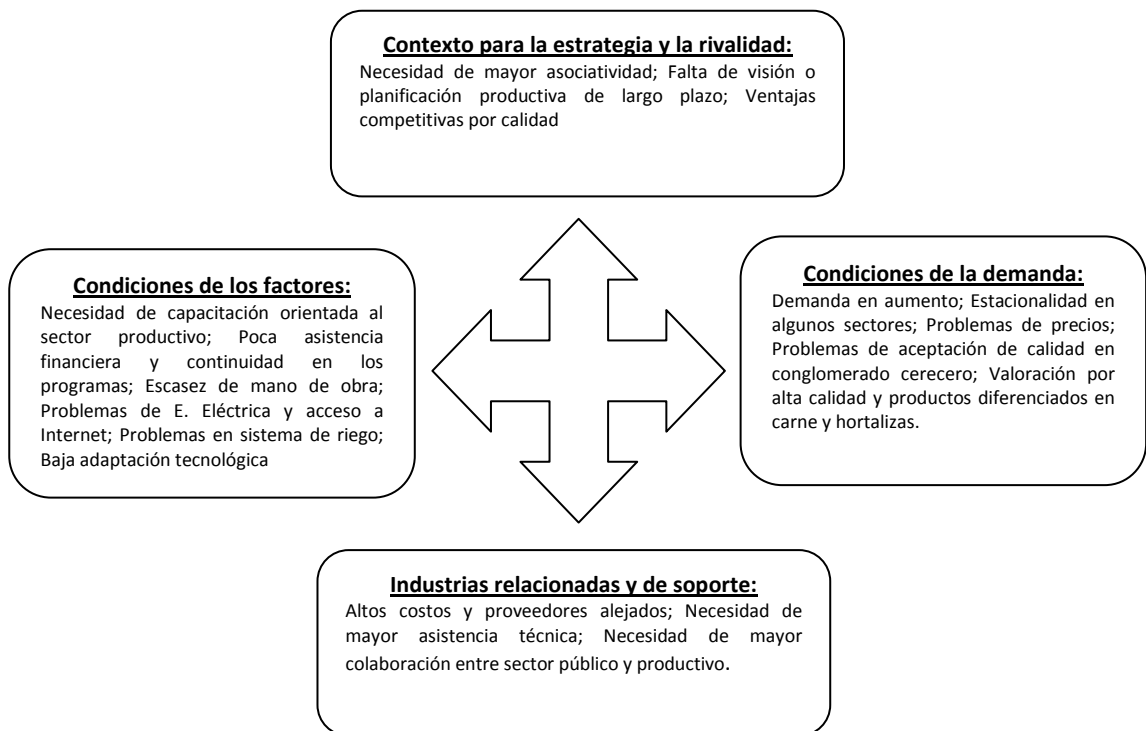 Contexto para la estrategia y la rivalidad:
Necesidad de mayor asociatividad; Falta de visión o
planificación productiva de largo plazo; Ventajas
competitivas por calidad
Condiciones de los factores:
Necesidad de capacitación orientada al
sector productivo; Poca asistencia
financiera y continuidad en los
programas; Escasez de mano de obra;
Problemas de E. Eléctrica y acceso a
Internet; Problemas en sistema de riego;
Baja adaptación tecnológica
Condiciones de la demanda:
Demanda en aumento; Estacionalidad en
algunos sectores; Problemas de precios;
Problemas de aceptación de calidad en
conglomerado cerecero; Valoración por
alta calidad y productos diferenciados en
carne y hortalizas.
Industrias relacionadas y de soporte:
Altos costos y proveedores alejados; Necesidad de
mayor asistencia técnica; Necesidad de mayor
colaboración entre sector público y productivo.